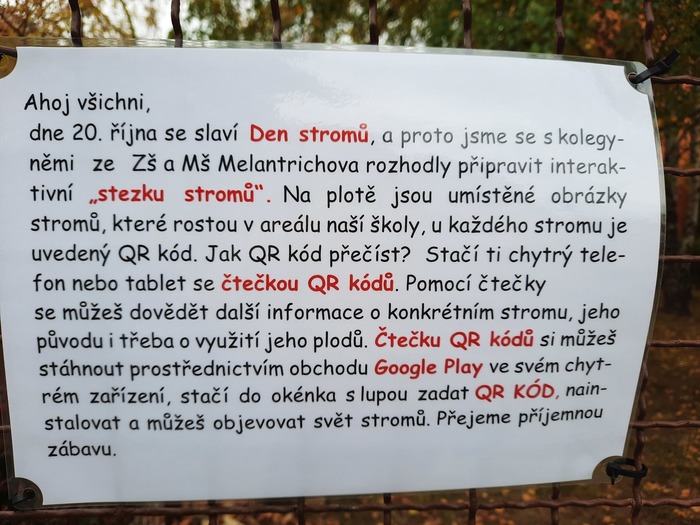 Ahoj všichni,
dne 20. října se slaví Den stromů, a proto jsme se s kolegy-
němi ze Zš a Mš Melantrichova rozhodly připravit interak-
tivní „stezku stromů“. Na plotě jsou umístěné obrázky
stromů, které rostou v areálu naší školy, u každého stromu je
uvedený QR kód. Jak QR kód přečíst? Stačí ti chytrý tele-
fon nebo tablet se čtečkou QR kódů. Pomocí čtečky
se můžeš dovědět další informace o konkrétním stromu, jeho
původu i třeba o využití jeho plodů. Čtečku QR kódů si můžeš
stáhnout prostřednictvím obchodu Google Play ve svém chyt-
rém zařízení, stačí do okénka s lupou zadat QR KÓD, nain-
stalovat a můžeš objevovat svět stromů. Přejeme příjemnou
zábavu.